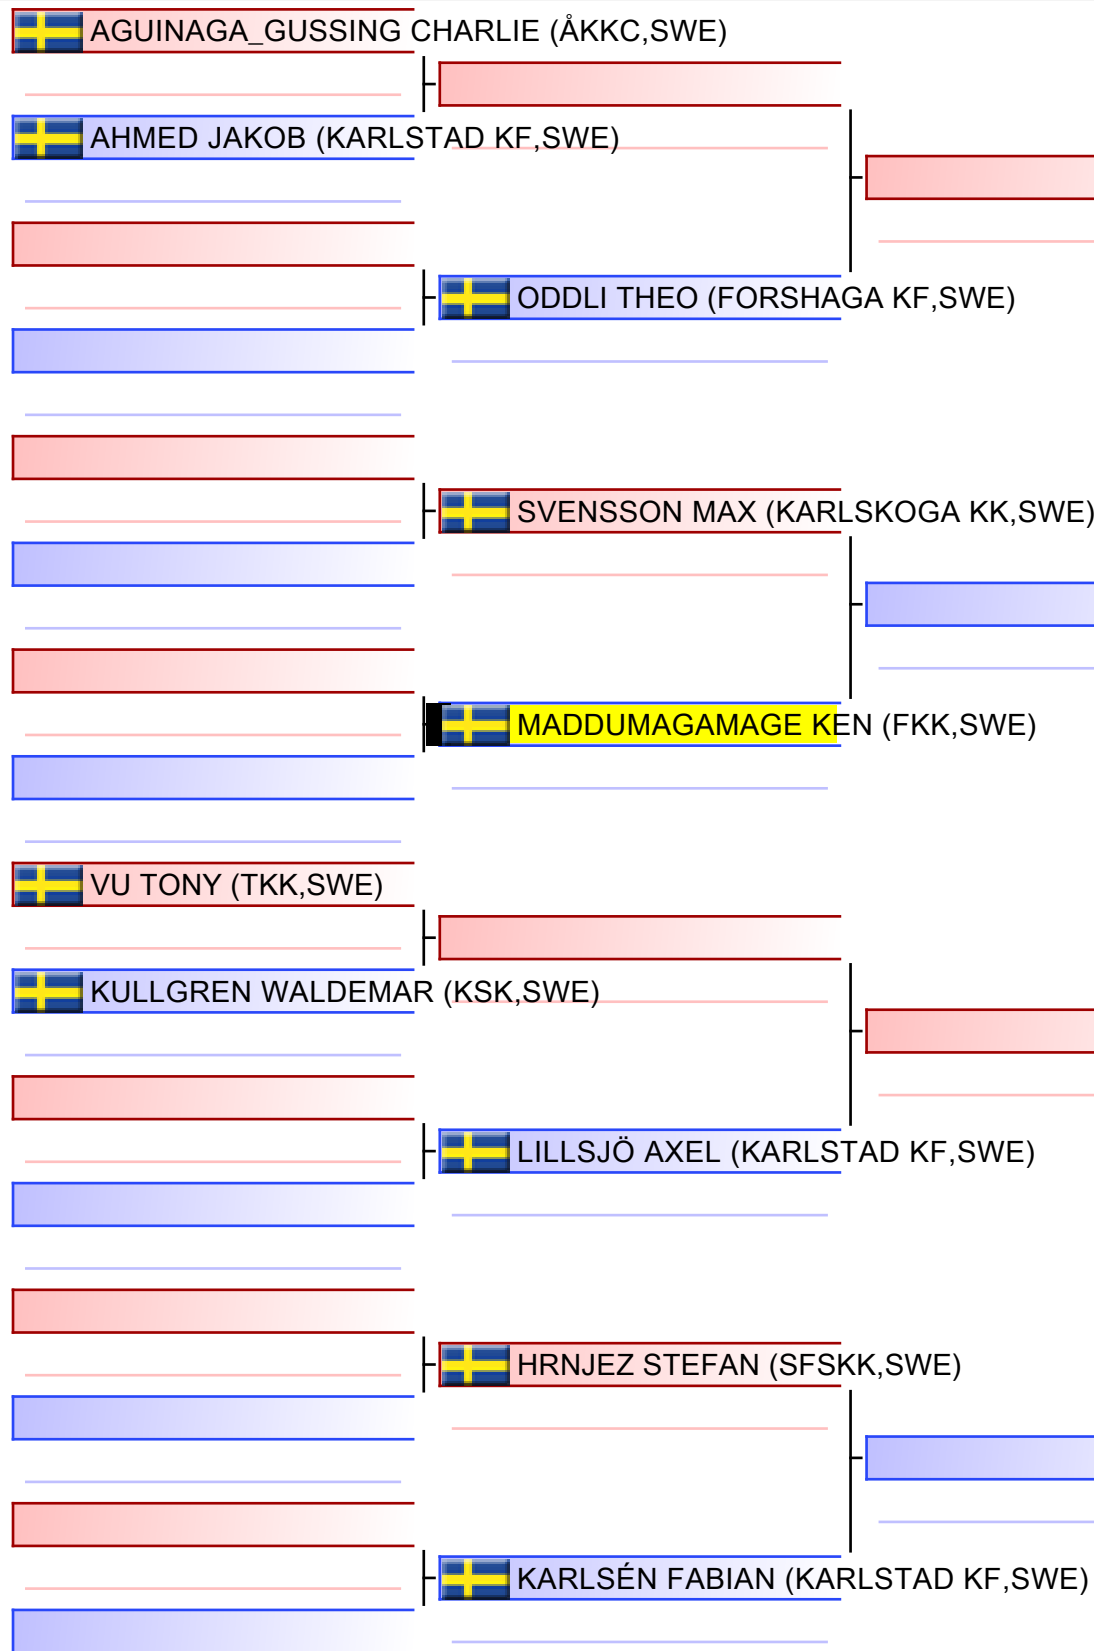 AGUINAGA_GUSSING CHARLIE (ÅKKC,SWE)
AHMED JAKOB (KARLSTAD KF,SWE)
ODDLI THEO (FORSHAGA KF,SWE)
SVENSSON MAX (KARLSKOGA KK,SWE)
MADDUMAGAMAGE KEN (FKK,SWE)
VU TONY (TKK,SWE)
KULLGREN WALDEMAR (KSK,SWE)
LILLSJÖ AXEL (KARLSTAD KF,SWE)
HRNJEZ STEFAN (SFSKK,SWE)
KARLSÉN FABIAN (KARLSTAD KF,SWE)